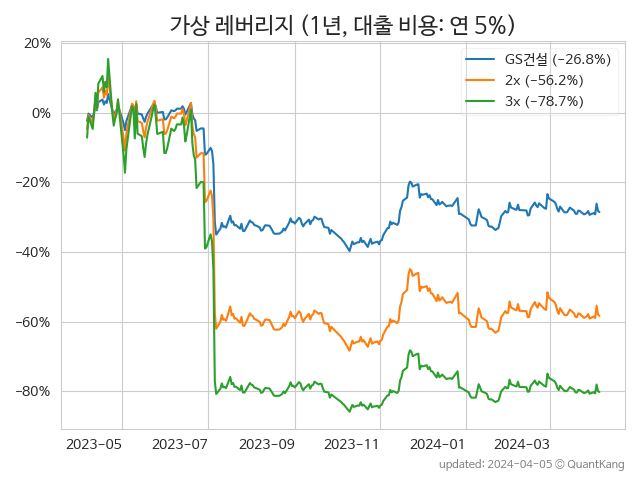 가상 레버리지 (1년, 대출 비용: 연 5%)
20%
0%
−20%
−40%
−60%
−80%
GS건설 (−26.8%)
2x (−56.2%)
3x (−78.7%)
2023-05 2023-07 2023-09 2023-11 2024-01 2024-03
updated: 2024-04-05 © QuantKang